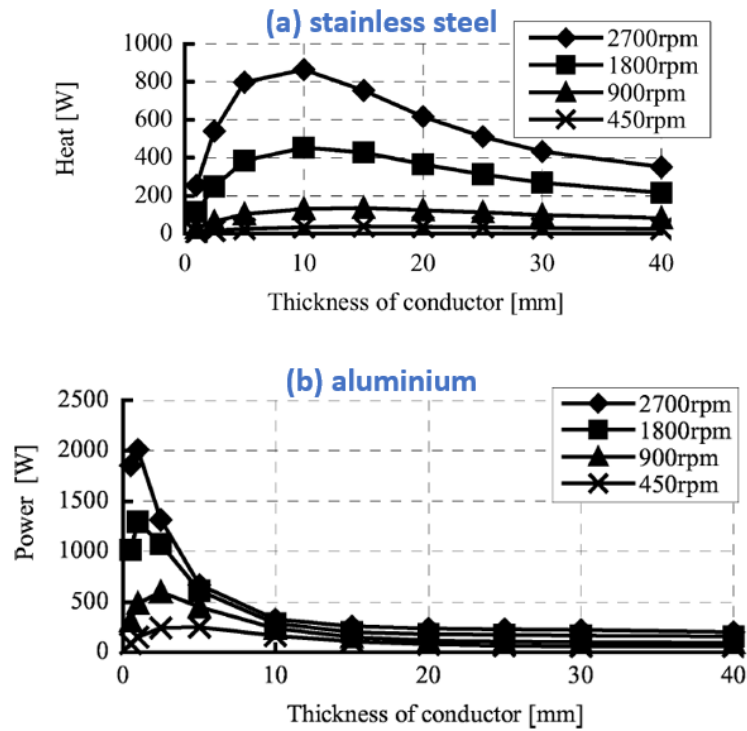 (a) stainless steel
1000
800
600
400
200
0
Heat [W]
0 10 20 30 40
Thickness of conductor [mm]
2700rpm
1800rpm
900rpm
450rpm
(b) aluminium
2500
2000
1500
1000
500
0
Power [W]
0 10 20 30 40
Thickness of conductor [mm]
2700rpm
1800rpm
900rpm
450rpm